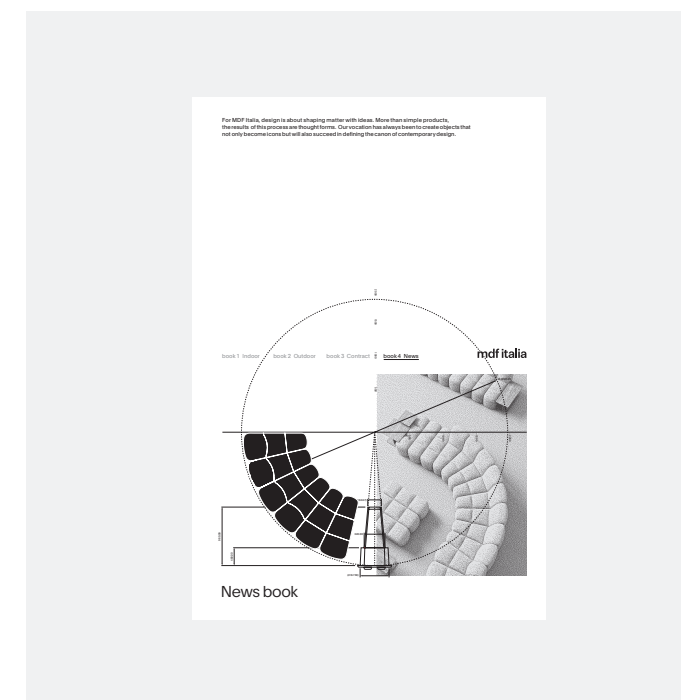 For MDF Italia, design is about shaping matter with ideas. More than simple products,
the results of this process are thought forms. Our vocation has always been to create objects that
not only become icons but will also succeed in defining the canon of contemporary design.
book 1 Indoor book 2 Outdoor book 3 Contract book4 News
mdf italia
News book